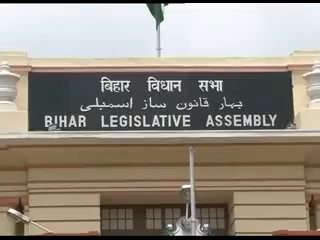 बिहार विधान सभा
بہار قانون ساز اسمبلی
BIHAR LEGISLATIVE ASSEMBLY